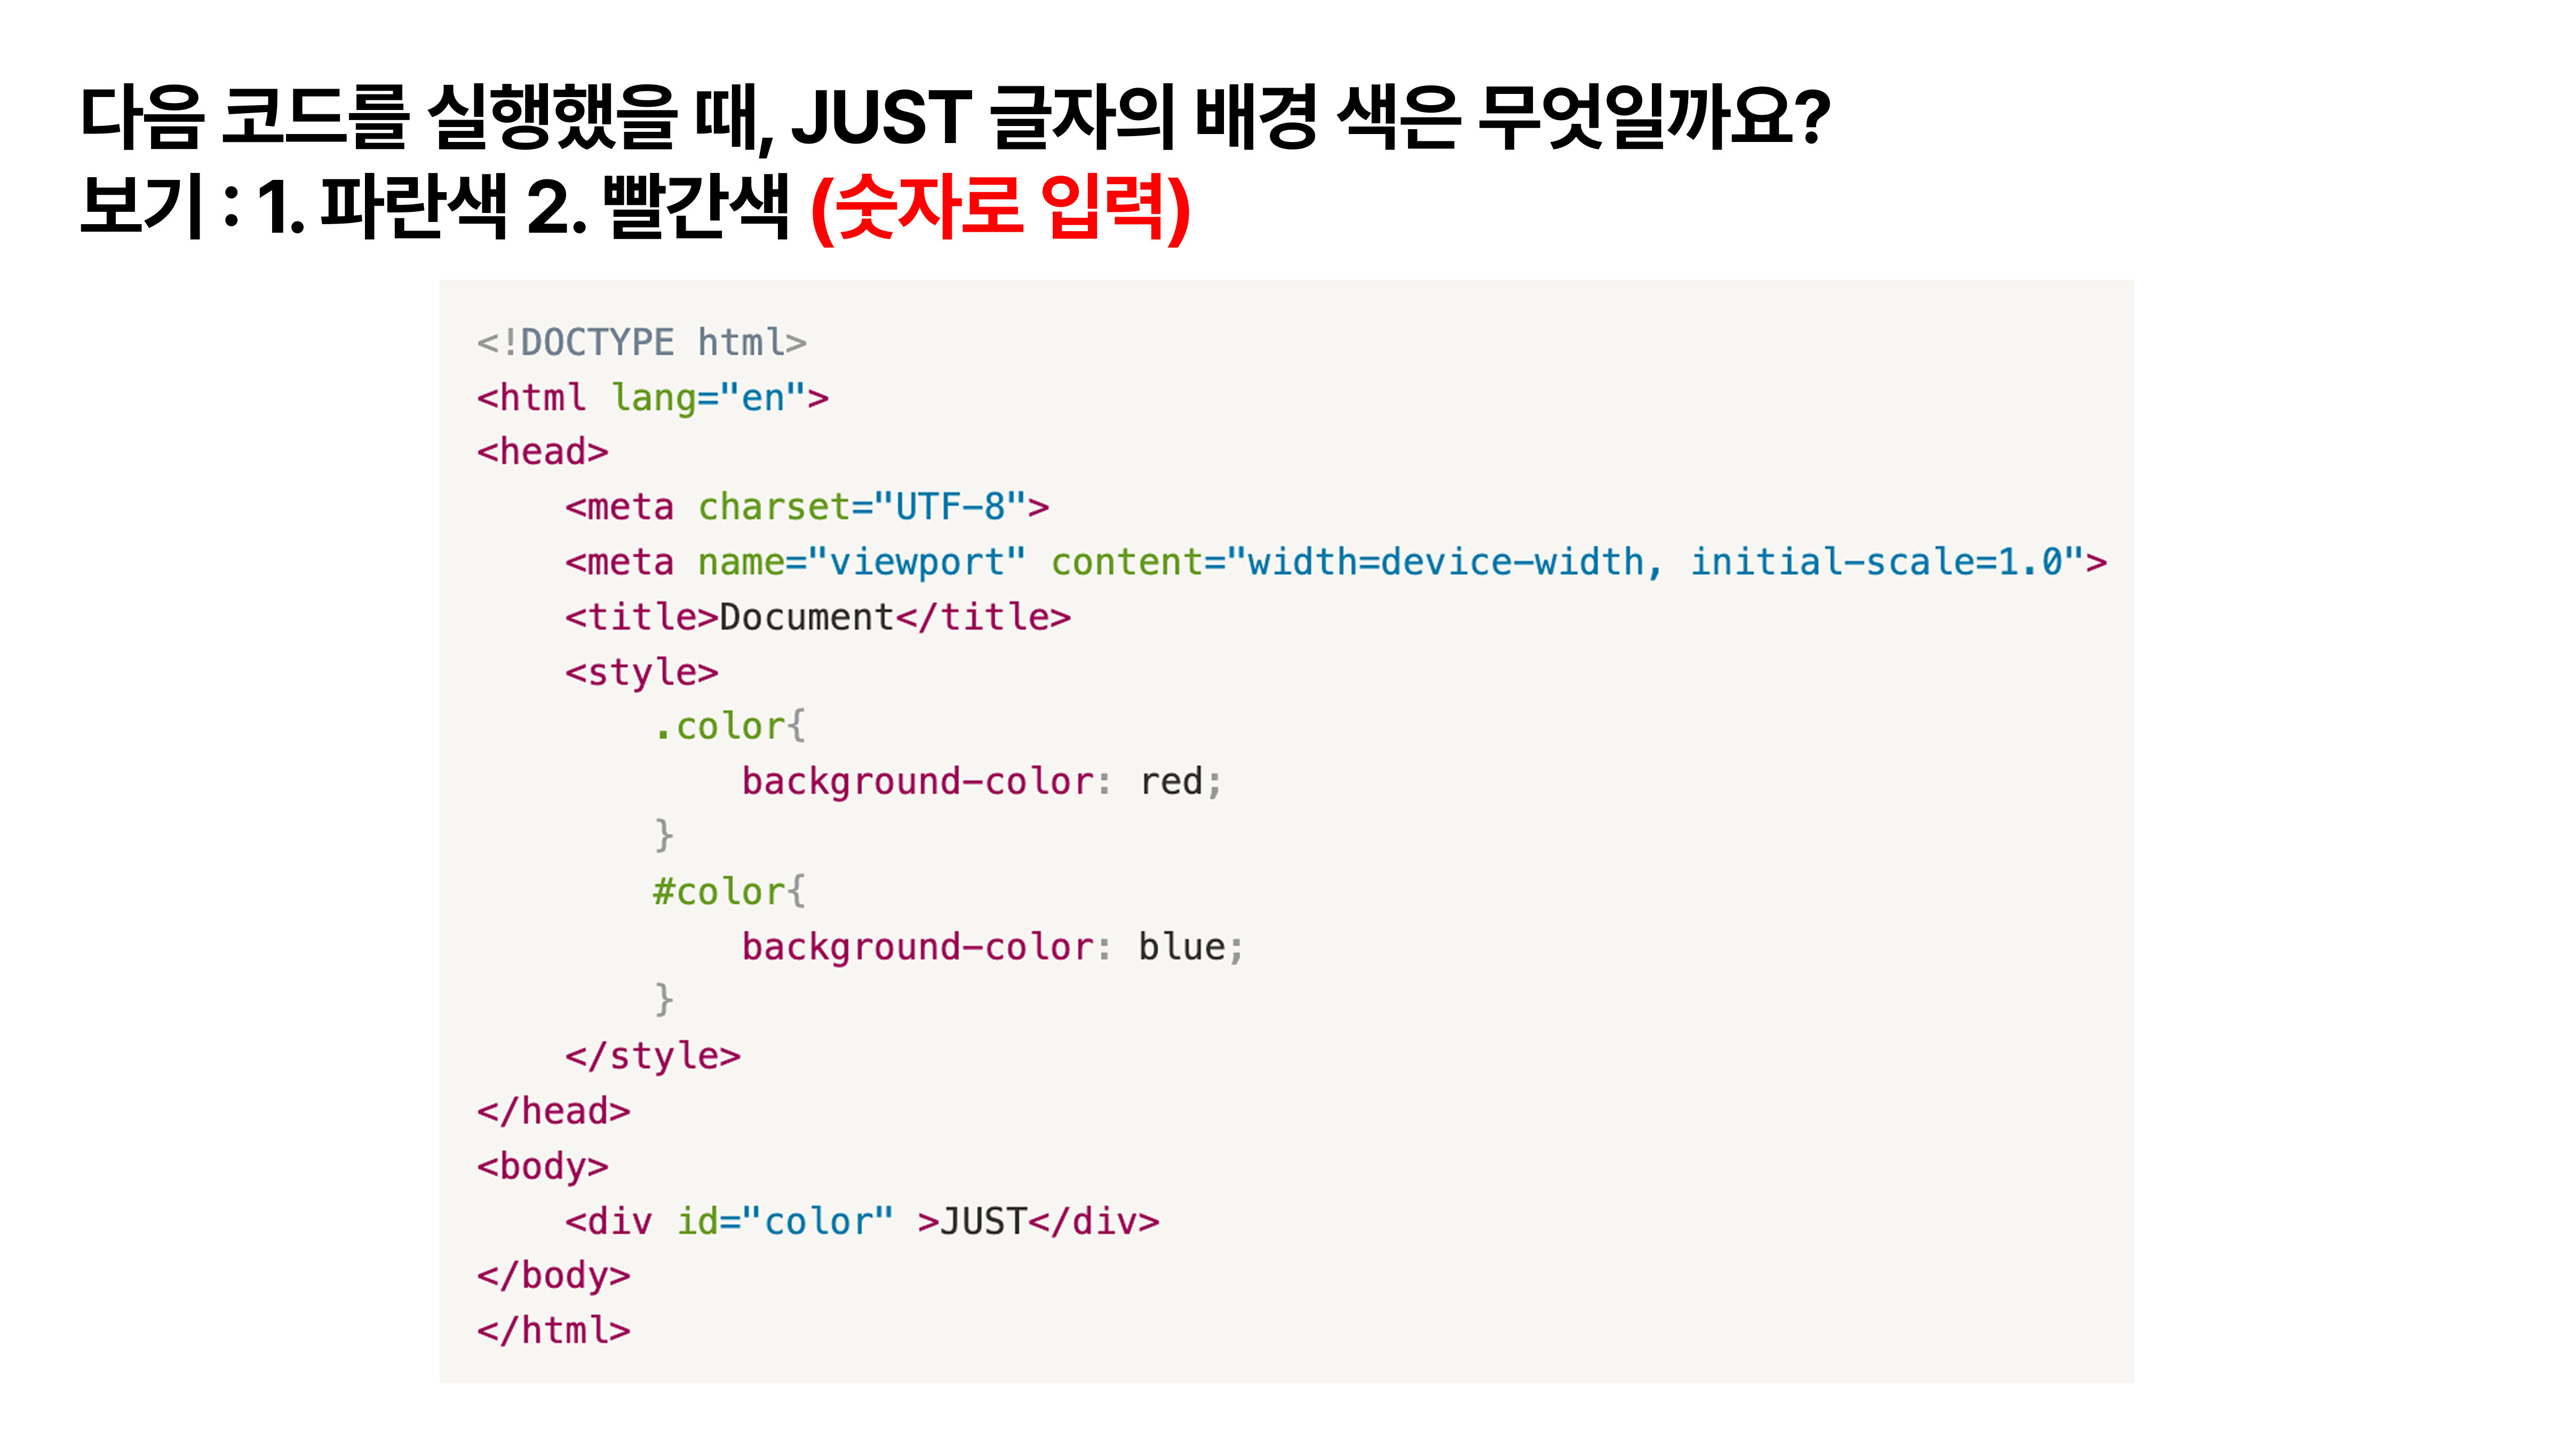 다음 코드를 실행했을 때, JUST 글자의 배경 색은 무엇일까요?
보기 : 1. 파란색 2. 빨간색 (숫자로 입력)
<!DOCTYPE html>
<html lang="en">
<head>
    <meta charset="UTF-8">
    <meta name="viewport" content="width=device-width, initial-scale=1.0">
    <title>Document</title>
    <style>
        .color{
            background-color: red;
        }
        #color{
            background-color: blue;
        }
    </style>
</head>
<body>
    <div id="color" >JUST</div>
</body>
</html>